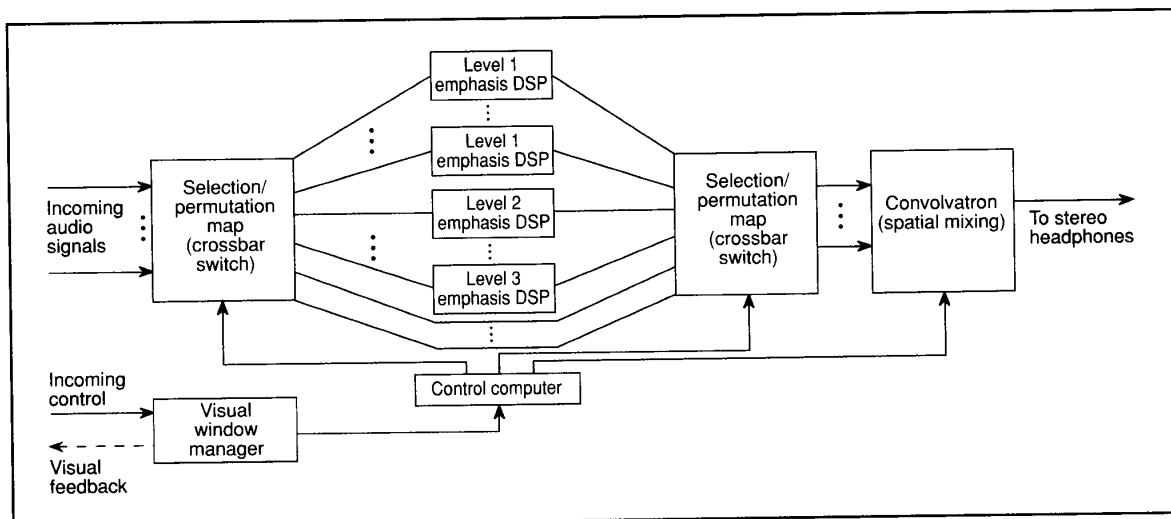 Level 1
emphasis DSP
Level 1
emphasis DSP
Level 2
emphasis DSP
Level 3
emphasis DSP
Incoming
audio
signals
Selection/
permutation
map
(crossbar
switch)
Selection/
permutation
map
(crossbar
switch)
Convolvatron
(spatial mixing)
To stereo
headphones
Control computer
Incoming
control
Visual
window
manager
Visual
feedback